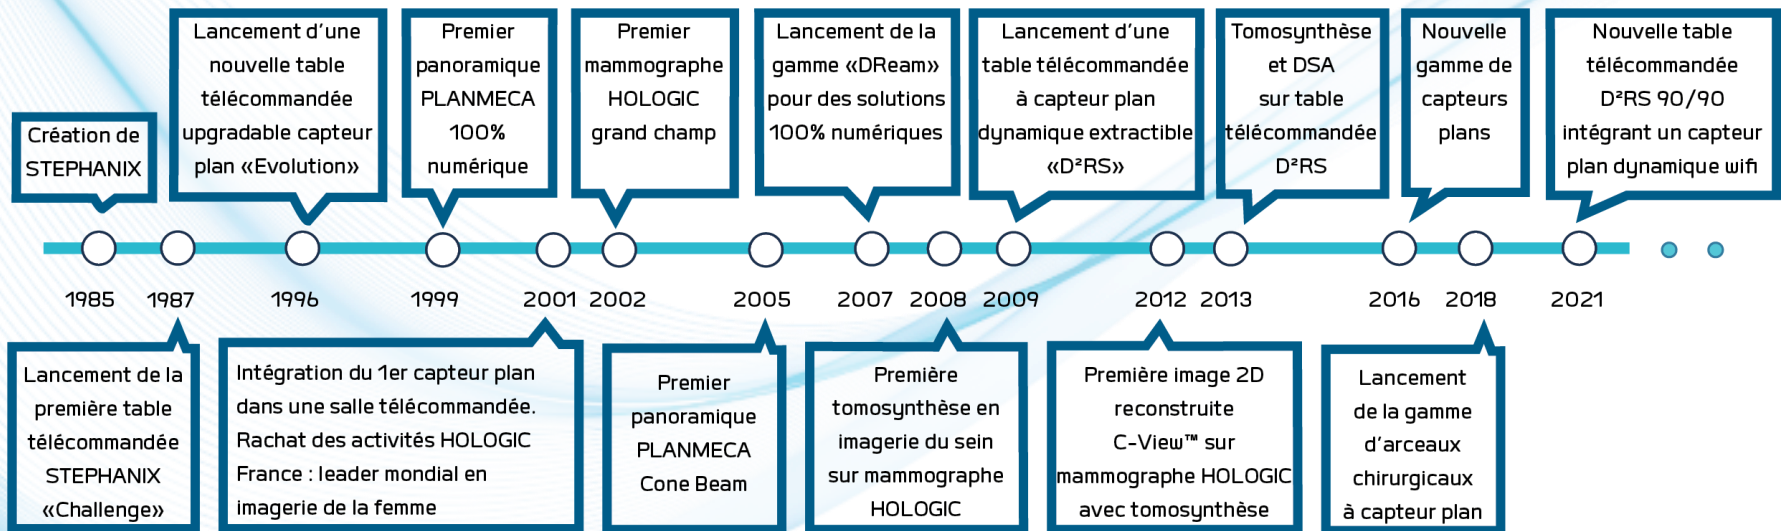 Création de
STEPHANIX
Lancement d’une
nouvelle table
télécommandée
upgradable capteur
plan «Evolution»
Premier
panoramique
PLANMECA
100%
numérique
Premier
mammographe
HOLOGIC
grand champ
Lancement de la
gamme «DReam»
pour des solutions
100% numériques
Lancement d’une
table télécommandée
à capteur plan
dynamique extractible
«D²RS»
Tomosynthèse
et DSA
sur table
télécommandée
D²RS
Nouvelle
gamme de
capteurs
plans
Nouvelle table
télécommandée
D²RS 90/90
intégrant un capteur
plan dynamique wifi
1985 1987 1996 1999 2001 2002 2005 2007 2008 2009 2012 2013 2016 2018 2021
Lancement de la
première table
télécommandée
STEPHANIX
«Challenge»
Intégration du 1er capteur plan
dans une salle télécommandée.
Rachat des activités HOLOGIC
France : leader mondial en
imagerie de la femme
Premier
panoramique
PLANMECA
Cone Beam
Première
tomosynthèse en
imagerie du sein
sur mammographe
HOLOGIC
Première image 2D
reconstruite
C-View™ sur
mammographe HOLOGIC
avec tomosynthèse
Lancement
de la gamme
d’arceaux
chirurgicaux
à capteur plan